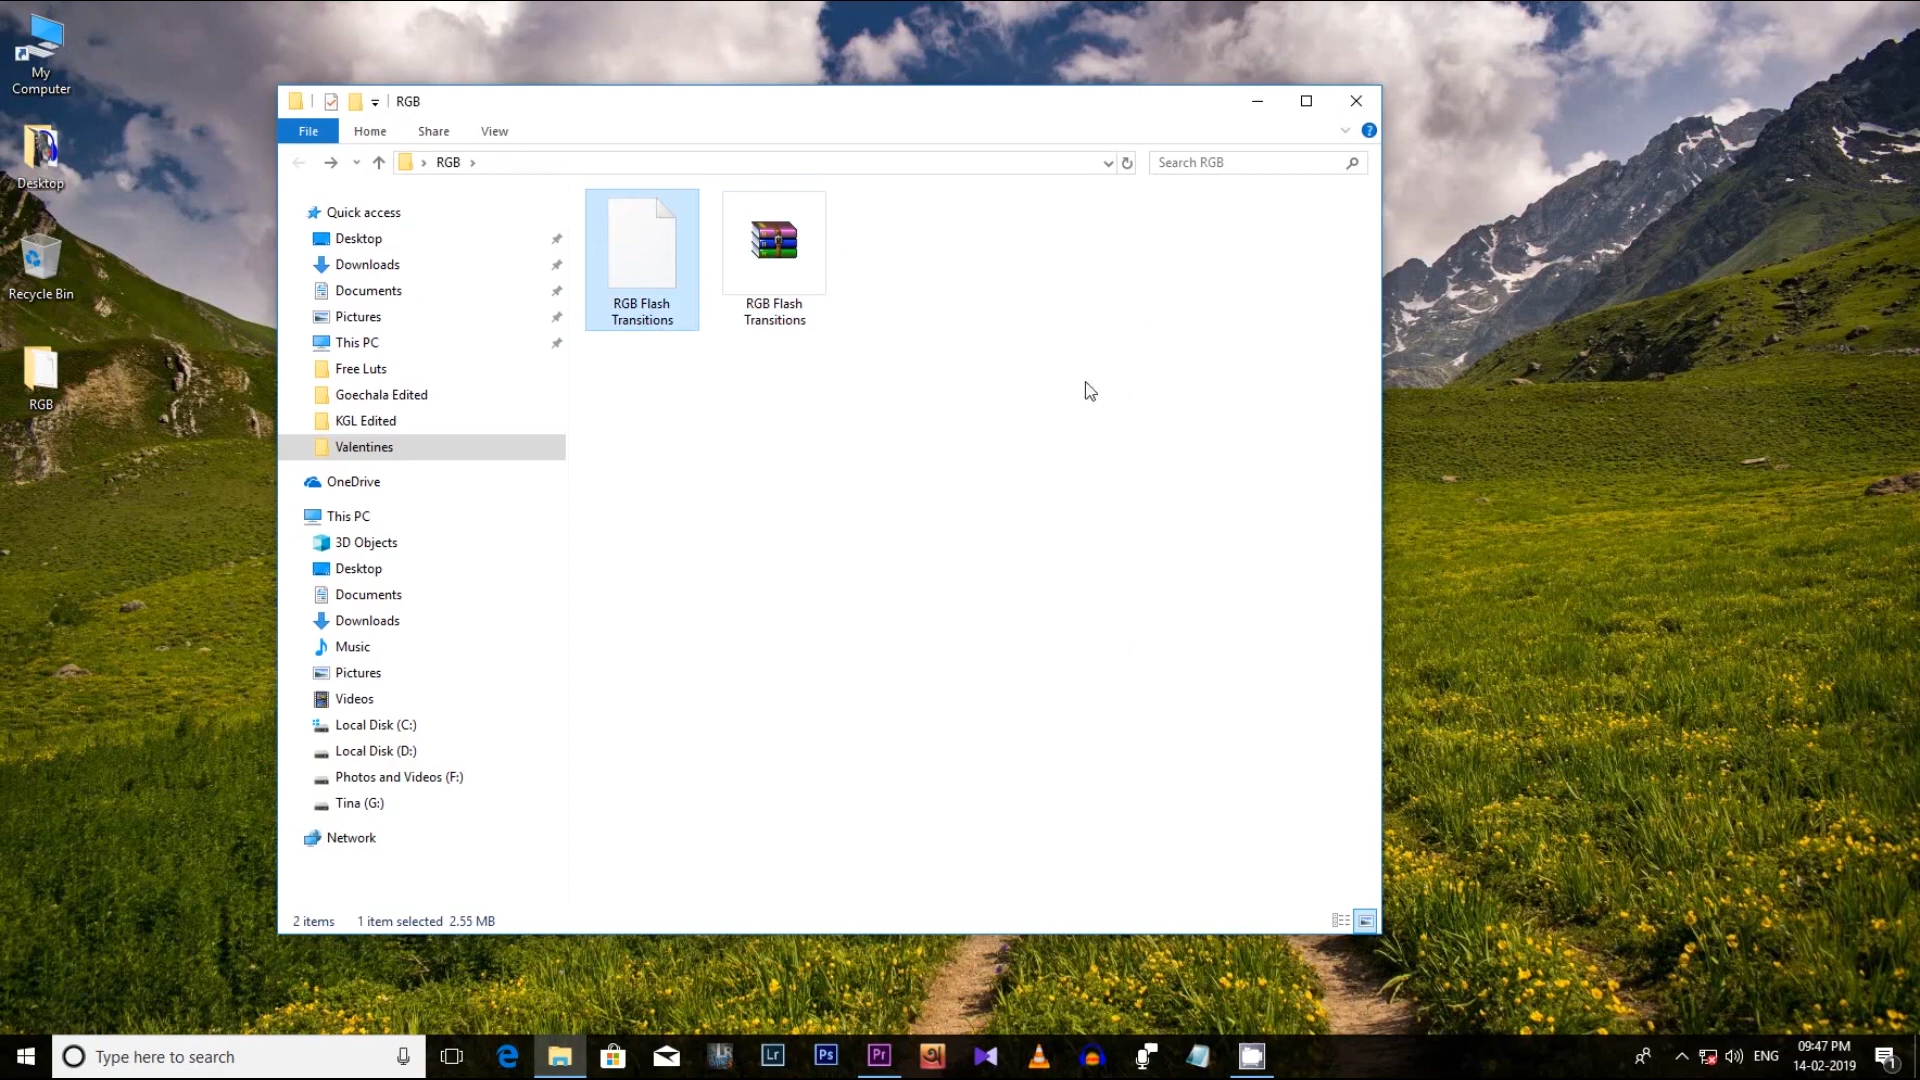 My
Computer
Desktop
Recycle Bin
RGB
RGB
File
Home
Share
View
?
RGB
Search RGB
Quick access
Desktop
Downloads
Documents
Pictures
This PC
Free Luts
Goechala Edited
KGL Edited
Valentines
OneDrive
This PC
3D Objects
Desktop
Documents
Downloads
Music
Pictures
Videos
Local Disk (C:)
Local Disk (D:)
Photos and Videos (F:)
Tina (G:)
Network
RGB Flash
Transitions
RGB Flash
Transitions
2 items
1 item selected 2.55 MB
Type here to search
Lr
Ps
Pr
ENG
09:47 PM
14-02-2019
1